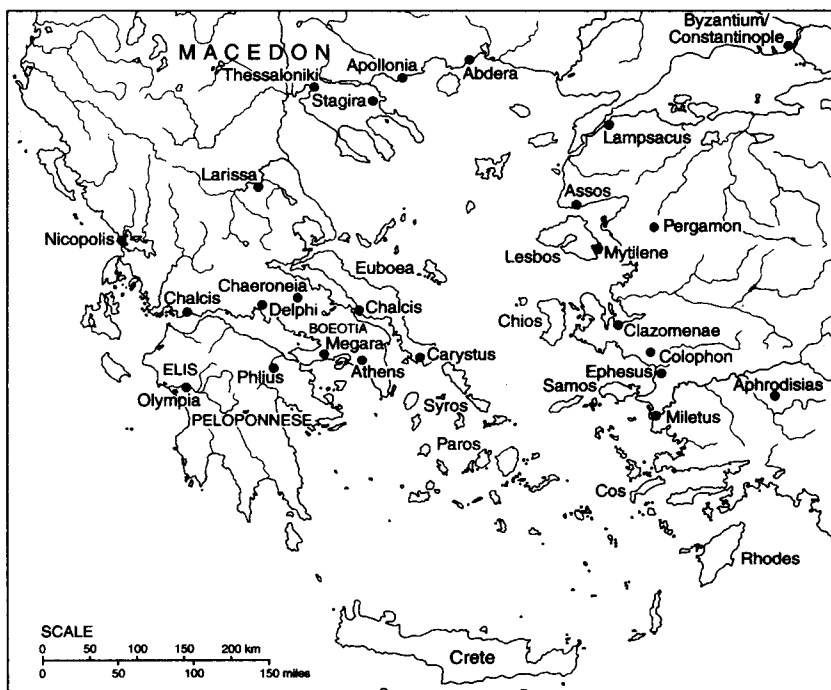 Byzantium/
Constantinople
MACEDON
Apollonia
Abdera
Thessaloniki
Stagira
Lampsacus
Larissa
Assos
Pergamon
Nicopolis
Lesbos
Mytilene
Euboea
Chaeroneia
Chalcis
Delphi
Chalcis
Chios
Clazomenae
BOEOTIA
Megara
Athens
Carystus
Colophon
ELIS
Phlius
Ephesus
Aphrodisias
Olympia
Samos
PELOPONNESE
Syros
Miletus
Paros
Cos
Rhodes
SCALE
0 50 100 150 200 km
0 50 100 150 miles
Crete